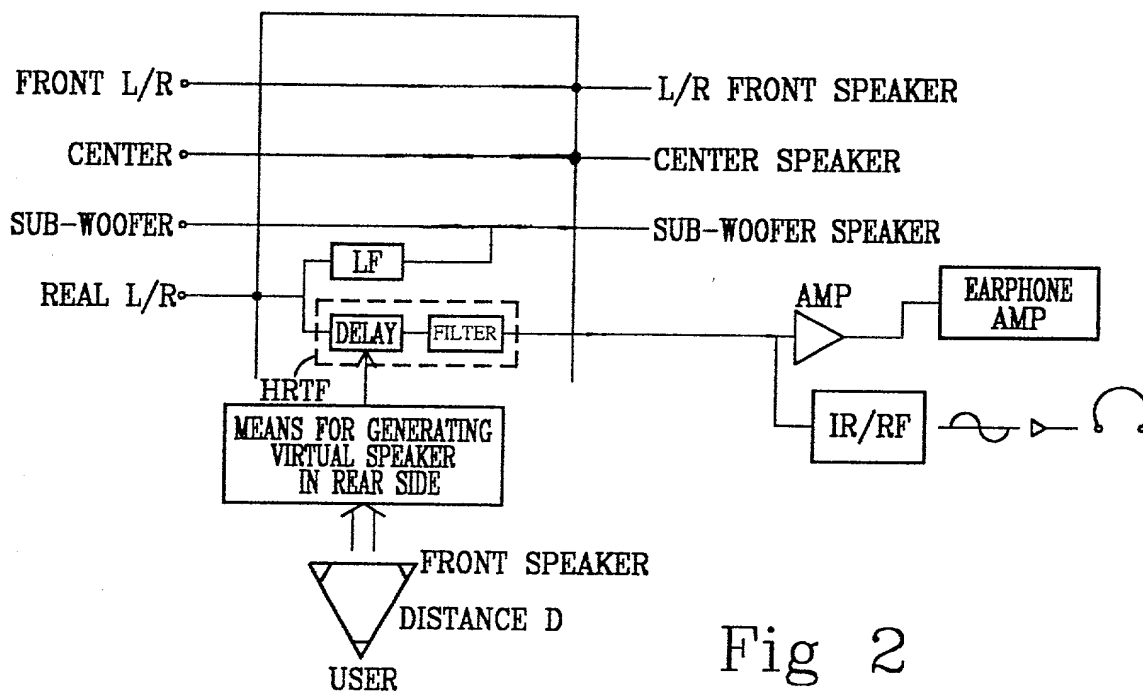 FRONT L/R
L/R FRONT SPEAKER
CENTER
CENTER SPEAKER
SUB-WOOFER
SUB-WOOFER SPEAKER
LF
REAL L/R
AMP
EARPHONE
AMP
DELAY
FILTER
HRTF
MEANS FOR GENERATING
VIRTUAL SPEAKER
IN REAR SIDE
IR/RF
FRONT SPEAKER
DISTANCE D
USER
Fig 2